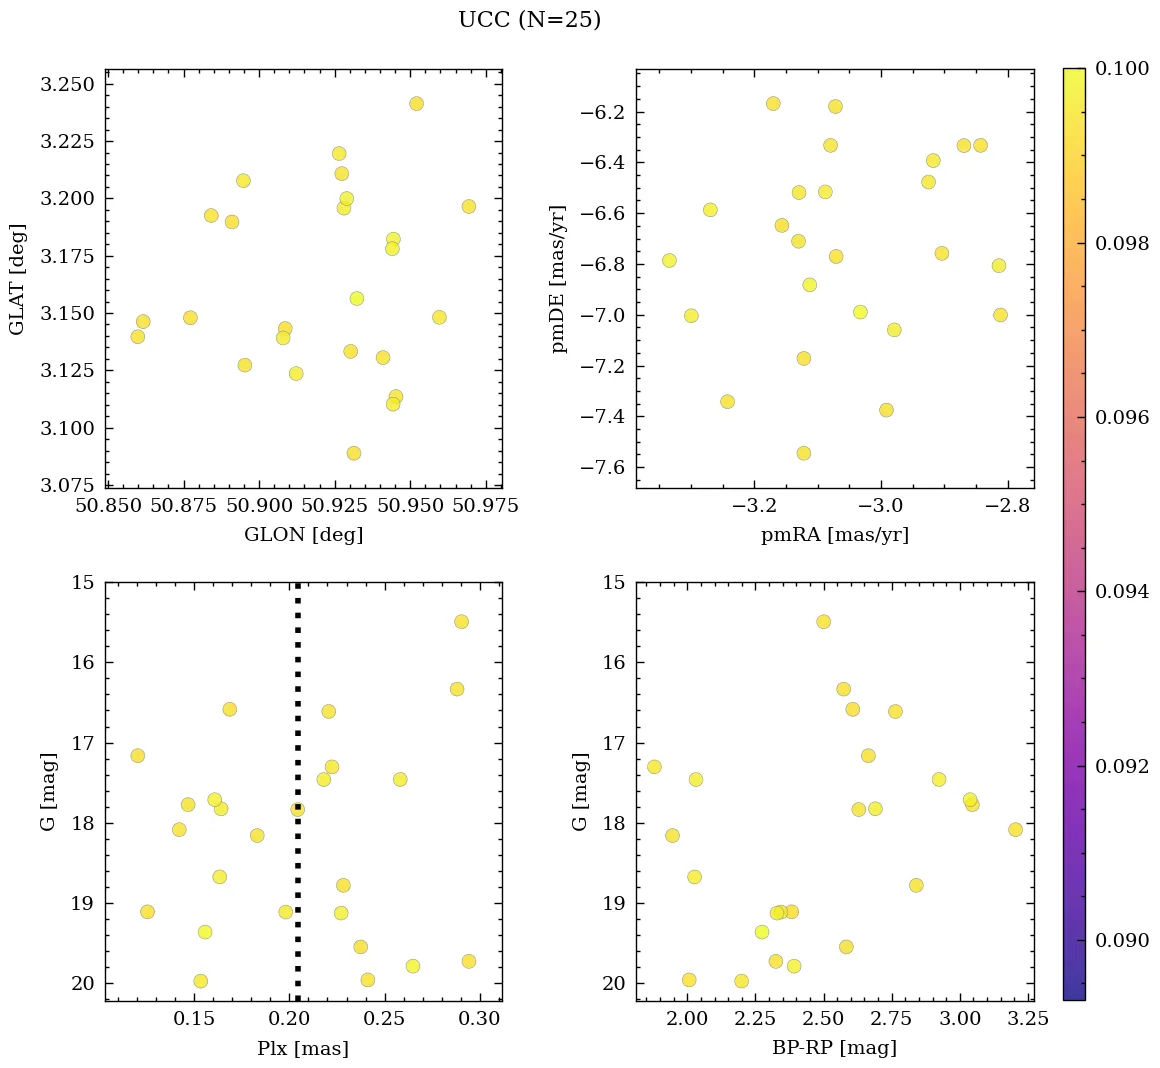 UCC (N=25)
3.250
3.225
3.200
3.175
3.150
3.125
3.100
3.075
GLAT [deg]
50.850 50.875 50.900 50.925 50.950 50.975
GLON [deg]
−6.2
−6.4
−6.6
−6.8
−7.0
−7.2
−7.4
−7.6
pmDE [mas/yr]
−3.2 −3.0 −2.8
pmRA [mas/yr]
0.100
0.098
0.096
0.094
0.092
0.090
15
16
17
18
19
20
G [mag]
0.15 0.20 0.25 0.30
Plx [mas]
15
16
17
18
19
20
G [mag]
2.00 2.25 2.50 2.75 3.00 3.25
BP-RP [mag]